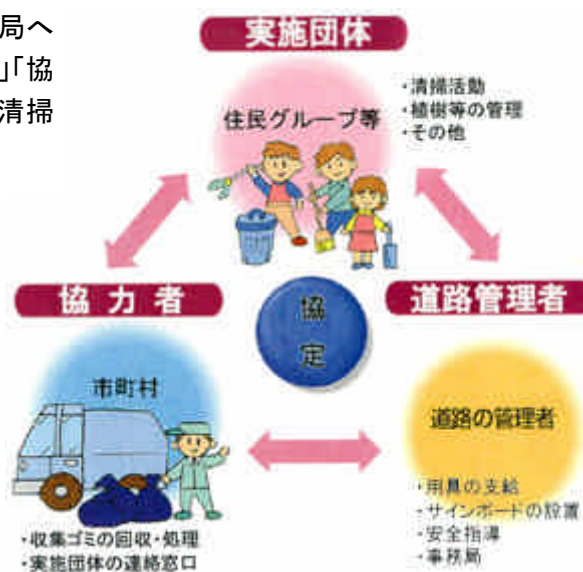 局へ
」「協
清掃
実施団体
住民グループ等
・清掃活動
・植樹等の管理
・その他
協力者
道路管理者
協
定
市町村
道路の管理者
・収集ゴミの回収・処理
・実施団体の連絡窓口
・用具の支給
・サインボードの設置
・安全指導
・事務局